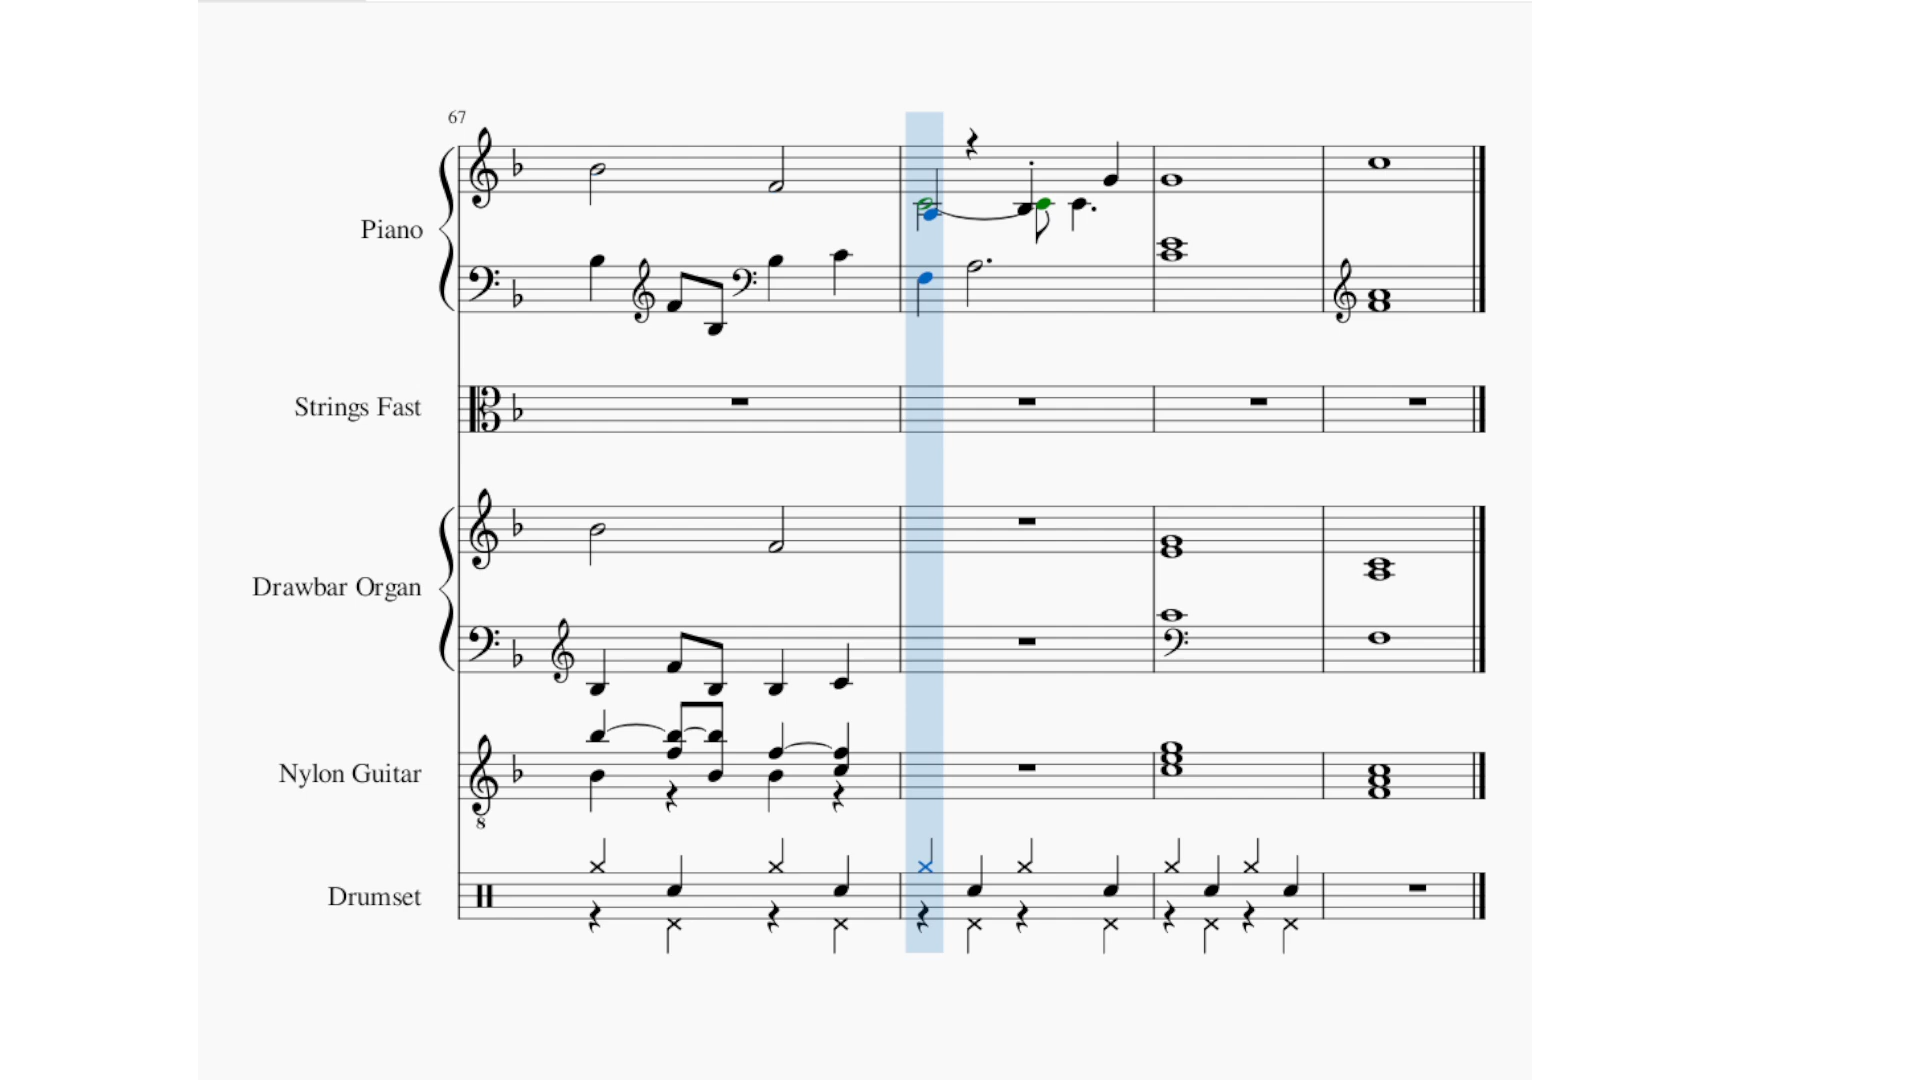 67
Piano
Strings Fast
Drawbar Organ
Nylon Guitar
8
Drumset